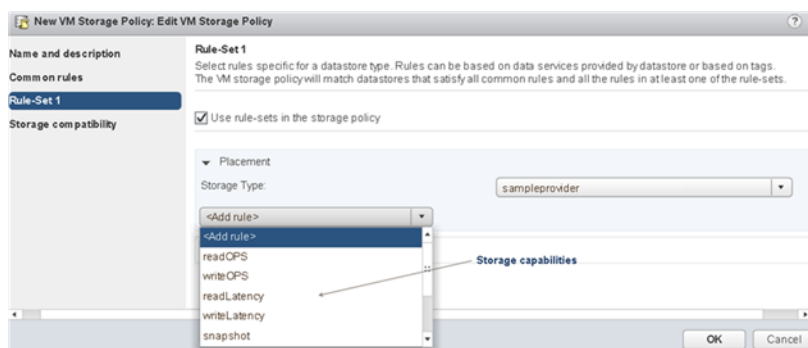 New VM Storage Policy: Edit VM Storage Policy
?
Name and description
Common rules
Rule-Set 1
Storage compatibility
Rule-Set 1
Select rules specific for a datastore type. Rules can be based on data services provided by datastore or based on tags.
The VM storage policy will match datastores that satisfy all common rules and all the rules in at least one of the rule-sets.
Use rule-sets in the storage policy
Placement
Storage Type:
sampleprovider
<Add rule>
<Add rule>
readOPS
writeOPS
readLatency
writeLatency
snapshot
Storage capabilities
OK
Cancel